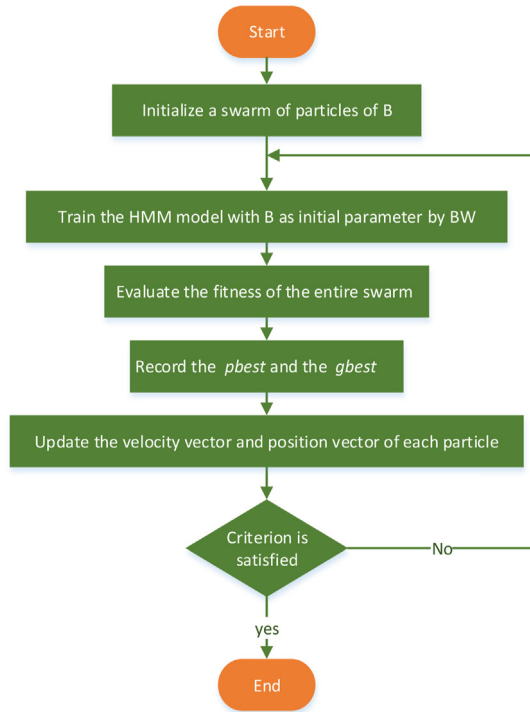 Start
Initialize a swarm of particles of B
Train the HMM model with B as initial parameter by BW
Evaluate the fitness of the entire swarm
Record the pbest and the gbest
Update the velocity vector and position vector of each particle
Criterion is
satisfied
No
yes
End